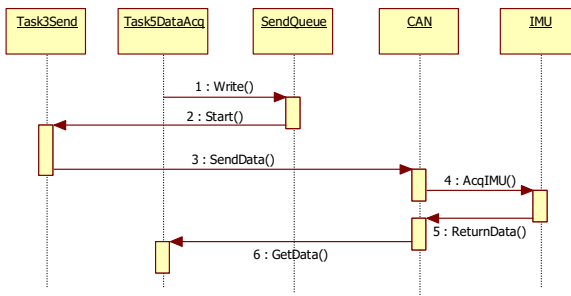 Task3Send
Task5DataAcq
SendQueue
CAN
IMU
1 : Write()
2 : Start()
3 : SendData()
4 : AcqIMU()
5 : ReturnData()
6 : GetData()